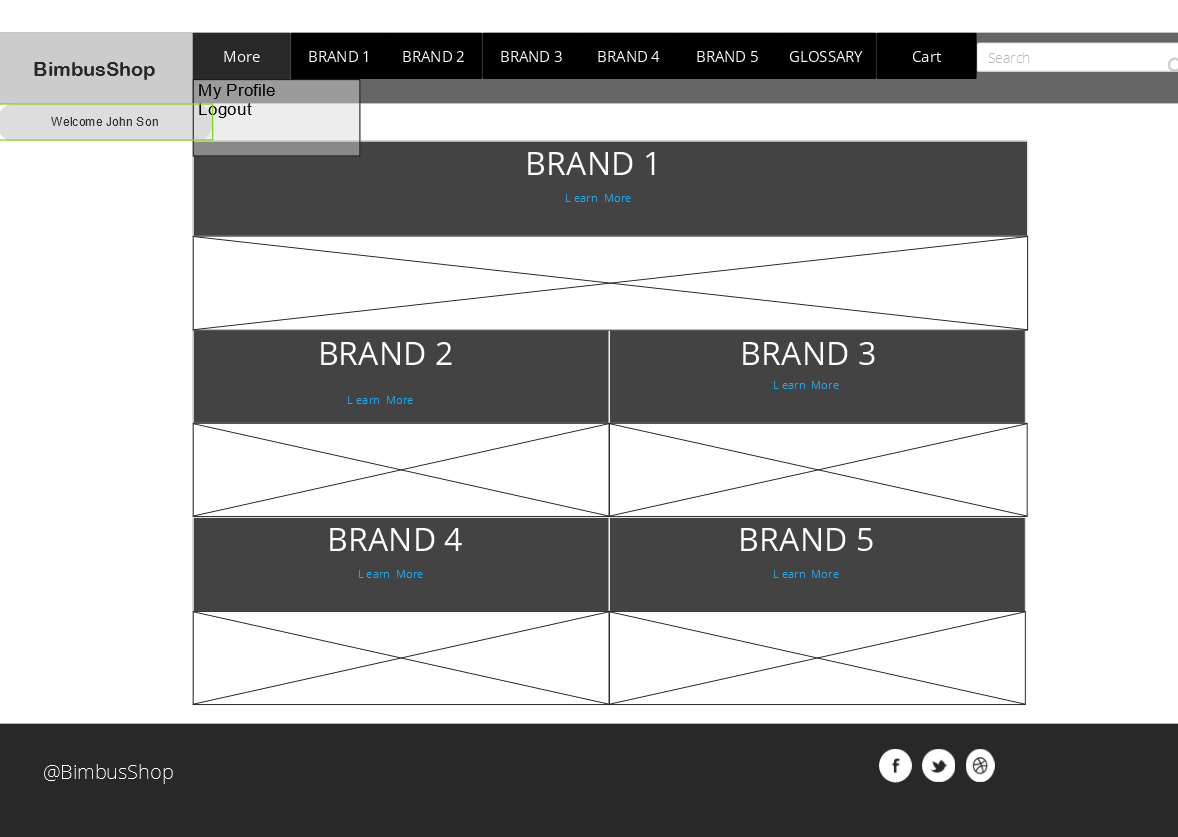 BimbusShop
More
BRAND 1
BRAND 2
BRAND 3
BRAND 4
BRAND 5
GLOSSARY
Cart
Search
My Profile
Logout
Welcome John Son
BRAND 1
Learn More
BRAND 2
Learn More
BRAND 3
Learn More
BRAND 4
Learn More
BRAND 5
Learn More
@BimbusShop